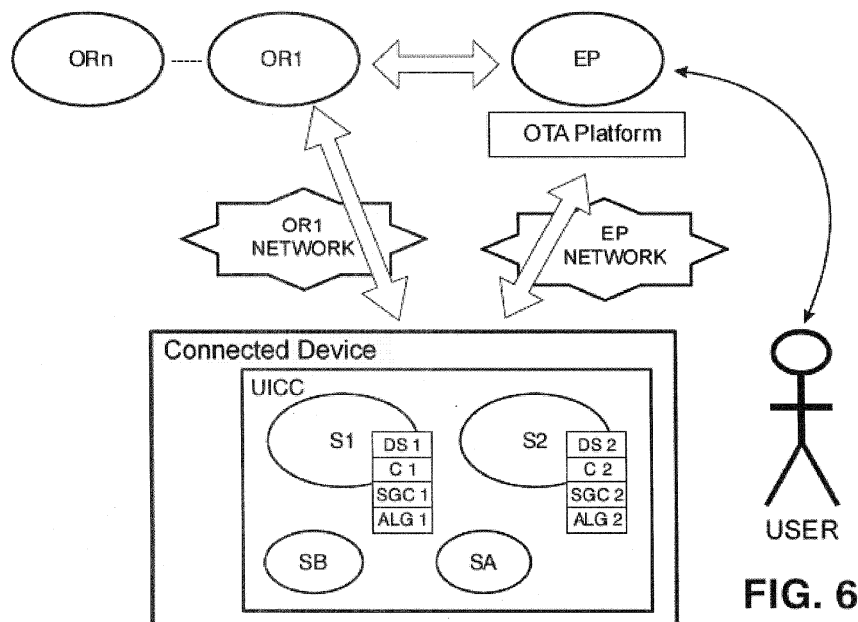 ORn
OR1
EP
OTA Platform
OR1
NETWORK
EP
NETWORK
Connected Device
UICC
S1
DS 1
C 1
SGC 1
ALG 1
S2
DS 2
C 2
SGC 2
ALG 2
SB
SA
USER
FIG. 6